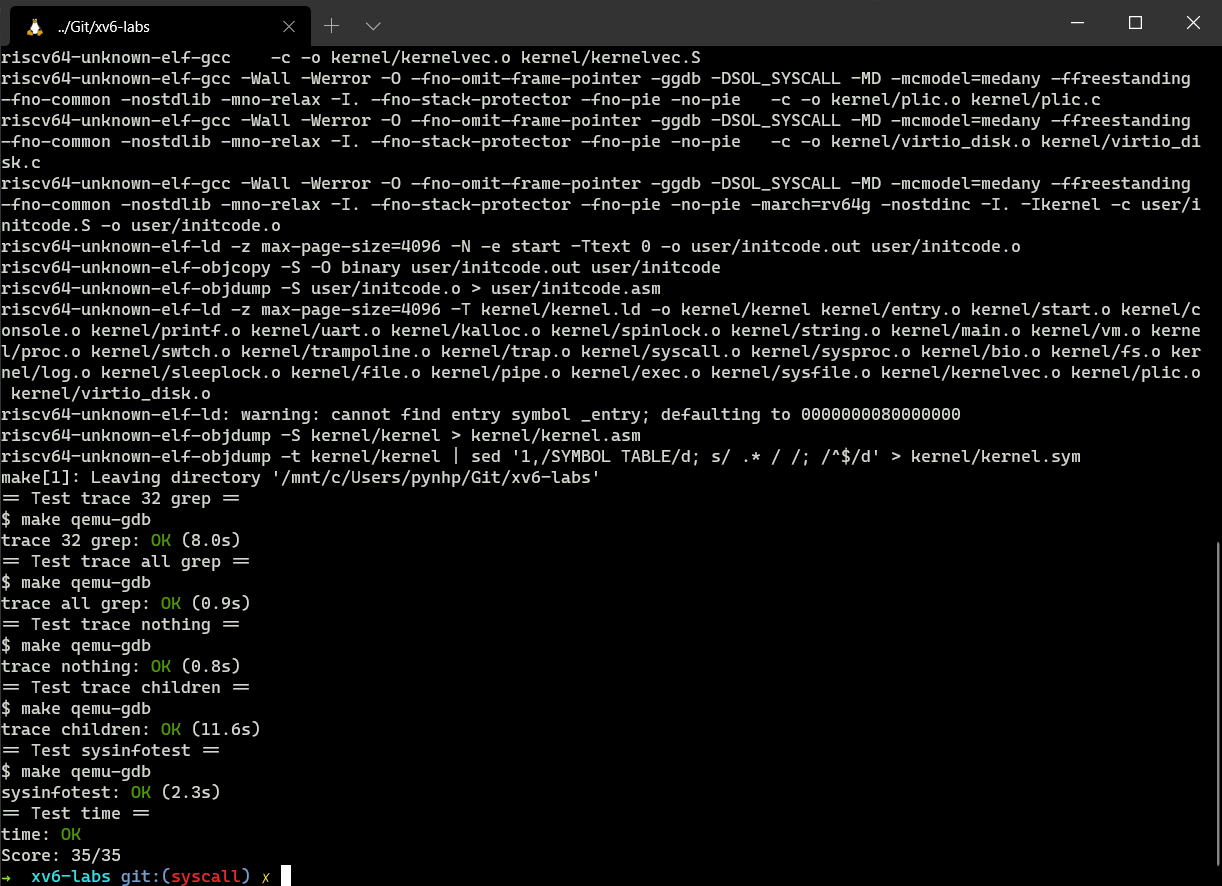 ../Git/xv6-labs
riscv64-unknown-elf-gcc    -c -o kernel/kernelvec.o kernel/kernelvec.S
riscv64-unknown-elf-gcc -Wall -Werror -O -fno-omit-frame-pointer -ggdb -DSOL_SYSCALL -MD -mcmodel=medany -ffreestanding
-fno-common -nostdlib -mno-relax -I. -fno-stack-protector -fno-pie -no-pie   -c -o kernel/plic.o kernel/plic.c
riscv64-unknown-elf-gcc -Wall -Werror -O -fno-omit-frame-pointer -ggdb -DSOL_SYSCALL -MD -mcmodel=medany -ffreestanding
-fno-common -nostdlib -mno-relax -I. -fno-stack-protector -fno-pie -no-pie   -c -o kernel/virtio_disk.o kernel/virtio_di
sk.c
riscv64-unknown-elf-gcc -Wall -Werror -O -fno-omit-frame-pointer -ggdb -DSOL_SYSCALL -MD -mcmodel=medany -ffreestanding
-fno-common -nostdlib -mno-relax -I. -fno-stack-protector -fno-pie -no-pie -march=rv64g -nostdinc -I. -Ikernel -c user/i
nitcode.S -o user/initcode.o
riscv64-unknown-elf-ld -z max-page-size=4096 -N -e start -Ttext 0 -o user/initcode.out user/initcode.o
riscv64-unknown-elf-objcopy -S -O binary user/initcode.out user/initcode
riscv64-unknown-elf-objdump -S user/initcode.o > user/initcode.asm
riscv64-unknown-elf-ld -z max-page-size=4096 -T kernel/kernel.ld -o kernel/kernel kernel/entry.o kernel/start.o kernel/c
onsole.o kernel/printf.o kernel/uart.o kernel/kalloc.o kernel/spinlock.o kernel/string.o kernel/main.o kernel/vm.o kerne
l/proc.o kernel/swtch.o kernel/trampoline.o kernel/trap.o kernel/syscall.o kernel/sysproc.o kernel/bio.o kernel/fs.o ker
nel/log.o kernel/sleeplock.o kernel/file.o kernel/pipe.o kernel/exec.o kernel/sysfile.o kernel/kernelvec.o kernel/plic.o
 kernel/virtio_disk.o
riscv64-unknown-elf-ld: warning: cannot find entry symbol _entry; defaulting to 0000000080000000
riscv64-unknown-elf-objdump -S kernel/kernel > kernel/kernel.asm
riscv64-unknown-elf-objdump -t kernel/kernel | sed '1,/SYMBOL TABLE/d; s/ .* / /; /^$/d' > kernel/kernel.sym
make[1]: Leaving directory '/mnt/c/Users/pynhp/Git/xv6-labs'
== Test trace 32 grep ==
$ make qemu-gdb
trace 32 grep: OK (8.0s)
== Test trace all grep ==
$ make qemu-gdb
trace all grep: OK (0.9s)
== Test trace nothing ==
$ make qemu-gdb
trace nothing: OK (0.8s)
== Test trace children ==
$ make qemu-gdb
trace children: OK (11.6s)
== Test sysinfotest ==
$ make qemu-gdb
sysinfotest: OK (2.3s)
== Test time ==
time: OK
Score: 35/35
→  xv6-labs git:(syscall) ✗